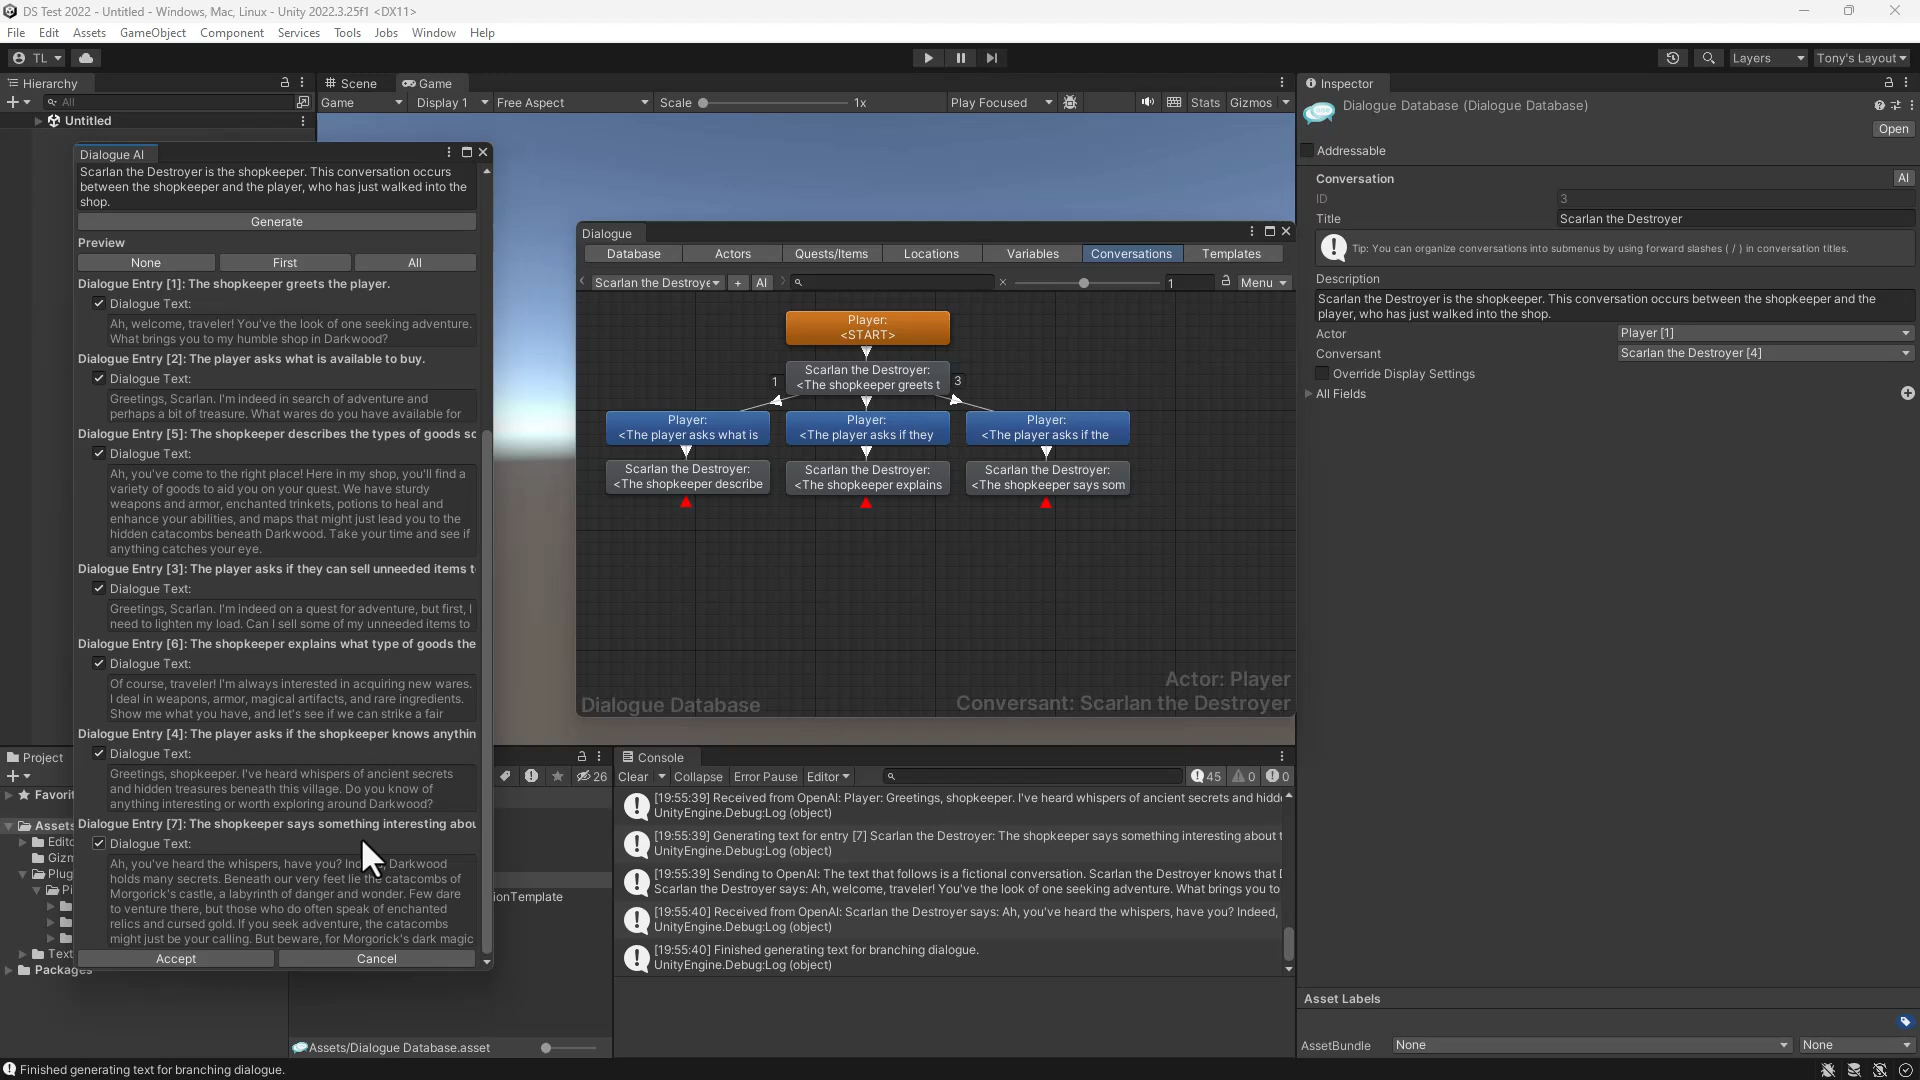 DS Test 2022 - Untitled - Windows, Mac, Linux - Unity 2022.3.25f1 <DX11>
File Edit Assets GameObject Component Services Tools Jobs Window Help
TL
Layers
Tony's Layout
Hierarchy
All
Untitled
Scene
Game
Game
Display 1
Free Aspect
Scale
1x
Play Focused
Stats
Gizmos
Dialogue AI
Scarlan the Destroyer is the shopkeeper. This conversation occurs
between the shopkeeper and the player, who has just walked into the
shop.
Generate
Preview
None
First
All
Dialogue Entry [1]: The shopkeeper greets the player.
Dialogue Text:
Ah, welcome, traveler! You've the look of one seeking adventure.
What brings you to my humble shop in Darkwood?
Dialogue Entry [2]: The player asks what is available to buy.
Dialogue Text:
Greetings, Scarlan. I'm indeed in search of adventure and
perhaps a bit of treasure. What wares do you have available for
Dialogue Entry [5]: The shopkeeper describes the types of goods sc
Dialogue Text:
Ah, you've come to the right place! Here in my shop, you'll find a
variety of goods to aid you on your quest. We have sturdy
weapons and armor, enchanted trinkets, potions to heal and
enhance your abilities, and maps that might just lead you to the
hidden catacombs beneath Darkwood. Take your time and see if
anything catches your eye.
Dialogue Entry [3]: The player asks if they can sell unneeded items t
Dialogue Text:
Greetings, Scarlan. I'm indeed on a quest for adventure, but first, I
need to lighten my load. Can I sell some of my unneeded items to
Dialogue Entry [6]: The shopkeeper explains what type of goods the
Dialogue Text:
Of course, traveler! I'm always interested in acquiring new wares.
I deal in weapons, armor, magical artifacts, and rare ingredients.
Show me what you have, and let's see if we can strike a fair
Dialogue Entry [4]: The player asks if the shopkeeper knows anythin
Dialogue Text:
Greetings, shopkeeper. I've heard whispers of ancient secrets
and hidden treasures beneath this village. Do you know of
anything interesting or worth exploring around Darkwood?
Dialogue Entry [7]: The shopkeeper says something interesting abou
Dialogue Text:
Ah, you've heard the whispers, have you? Darkwood
holds many secrets. Beneath our very feet lie the catacombs of
Morgorick's castle, a labyrinth of danger and wonder. Few dare
to venture there, but those who do often speak of enchanted
relics and cursed gold. If you seek adventure, the catacombs
might just be your calling. But beware, for Morgorick's dark magic
Accept
Cancel
Dialogue
Database
Actors
Quests/Items
Locations
Variables
Conversations
Templates
Scarlan the Destroye
+
AI
1
Menu
Player:
<START>
Scarlan the Destroyer:
<The shopkeeper greets t
1
3
Player:
<The player asks what is
Player:
<The player asks if they
Player:
<The player asks if the
Scarlan the Destroyer:
<The shopkeeper describe
Scarlan the Destroyer:
<The shopkeeper explains
Scarlan the Destroyer:
<The shopkeeper says som
Actor: Player
Dialogue Database
Conversant: Scarlan the Destroyer
Inspector
Dialogue Database (Dialogue Database)
Open
Addressable
Conversation
AI
ID
3
Title
Scarlan the Destroyer
Tip: You can organize conversations into submenus by using forward slashes ( / ) in conversation titles.
Description
Scarlan the Destroyer is the shopkeeper. This conversation occurs between the shopkeeper and the
player, who has just walked into the shop.
Actor
Player [1]
Conversant
Scarlan the Destroyer [4]
Override Display Settings
All Fields
Project
Favorit
Assets
Edito
Gizm
Plug
Pi
Text
Packages
26
ionTemplate
Assets/Dialogue Database.asset
Console
Clear
Collapse
Error Pause
Editor
45
0
0
[19:55:39] Received from OpenAI: Player: Greetings, shopkeeper. I've heard whispers of ancient secrets and hidd
UnityEngine.Debug:Log (object)
[19:55:39] Generating text for entry [7] Scarlan the Destroyer: The shopkeeper says something interesting about t
UnityEngine.Debug:Log (object)
[19:55:39] Sending to OpenAI: The text that follows is a fictional conversation. Scarlan the Destroyer knows that D
Scarlan the Destroyer says: Ah, welcome, traveler! You've the look of one seeking adventure. What brings you to
[19:55:40] Received from OpenAI: Scarlan the Destroyer says: Ah, you've heard the whispers, have you? Indeed,
UnityEngine.Debug:Log (object)
[19:55:40] Finished generating text for branching dialogue.
UnityEngine.Debug:Log (object)
Asset Labels
AssetBundle
None
None
Finished generating text for branching dialogue.